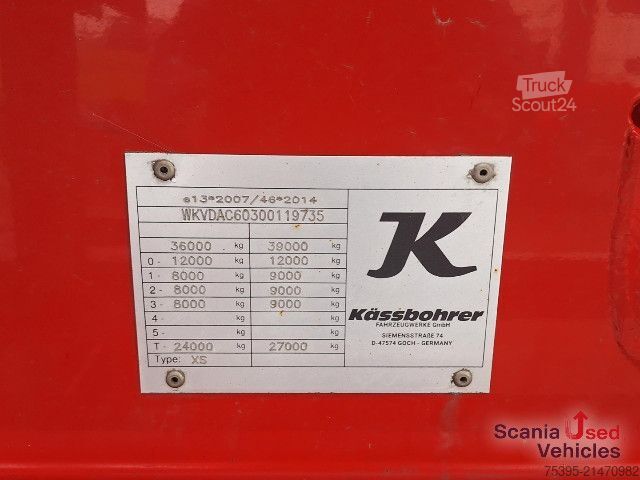 Truck
Scout24
e13*2007/46*2014
WKVDAC60300119735
36000 . kg 39000 kg
0- 12000 kg 12000 kg
1- 8000 kg 9000 kg
2- 8000 kg 9000 kg
3- 8000 kg 9000 kg
4- kg kg
5- kg kg
T- 24000 kg 27000 kg
Type: XS
K
Kässbohrer
FAHRZEUGWERKE GmbH
SIEMENSSTRAßE 74
D-47574 GOCH - GERMANY
Scania Used
Vehicles
75395-21470982